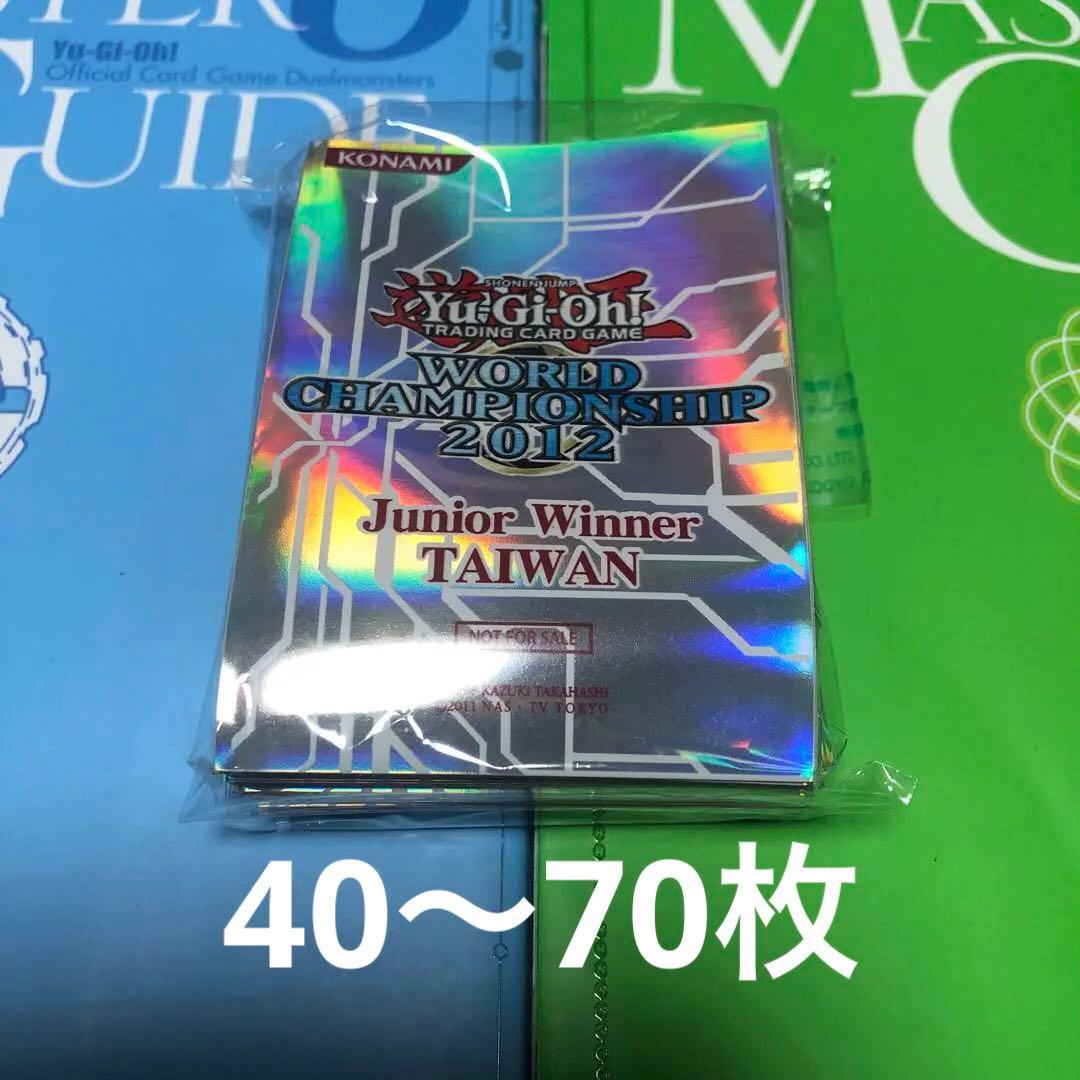 Yu-Gi-Oh!
Official Card Game Duelmonsters
GUIDE
KONAMI
SHONEN JUMP
Yu-Gi-Oh!
TRADING CARD GAME
WORLD
CHAMPIONSHIP
2012
Junior Winner
TAIWAN
NOT FOR SALE
KAZUKI TAKAHASHI
©2011 NAS・TV TOKYO
40〜70枚